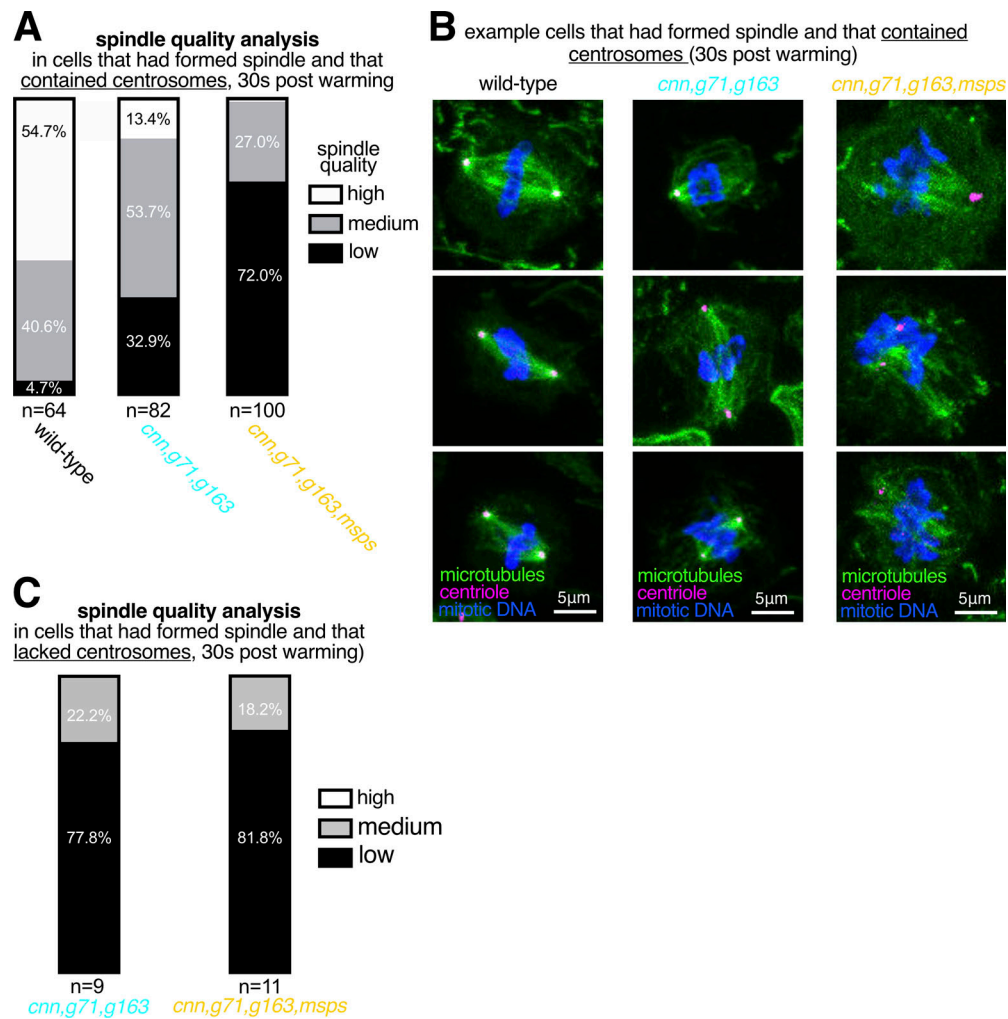 A
spindle quality analysis
in cells that had formed spindle and that
contained centrosomes, 30s post warming
54.7%
40.6%
4.7%
n=64
wild-type
13.4%
53.7%
32.9%
n=82
cnn,g71,g163
27.0%
72.0%
n=100
cnn,g71,g163,msps
spindle
quality
high
medium
low
B
example cells that had formed spindle and that contained
centrosomes (30s post warming)
wild-type
cnn,g71,g163
cnn,g71,g163,msps
microtubules
centriole
mitotic DNA
5μm
microtubules
centriole
mitotic DNA
5μm
microtubules
centriole
mitotic DNA
5μm
C
spindle quality analysis
in cells that had formed spindle and that
lacked centrosomes, 30s post warming)
22.2%
77.8%
n=9
cnn,g71,g163
18.2%
81.8%
n=11
cnn,g71,g163,msps
high
medium
low